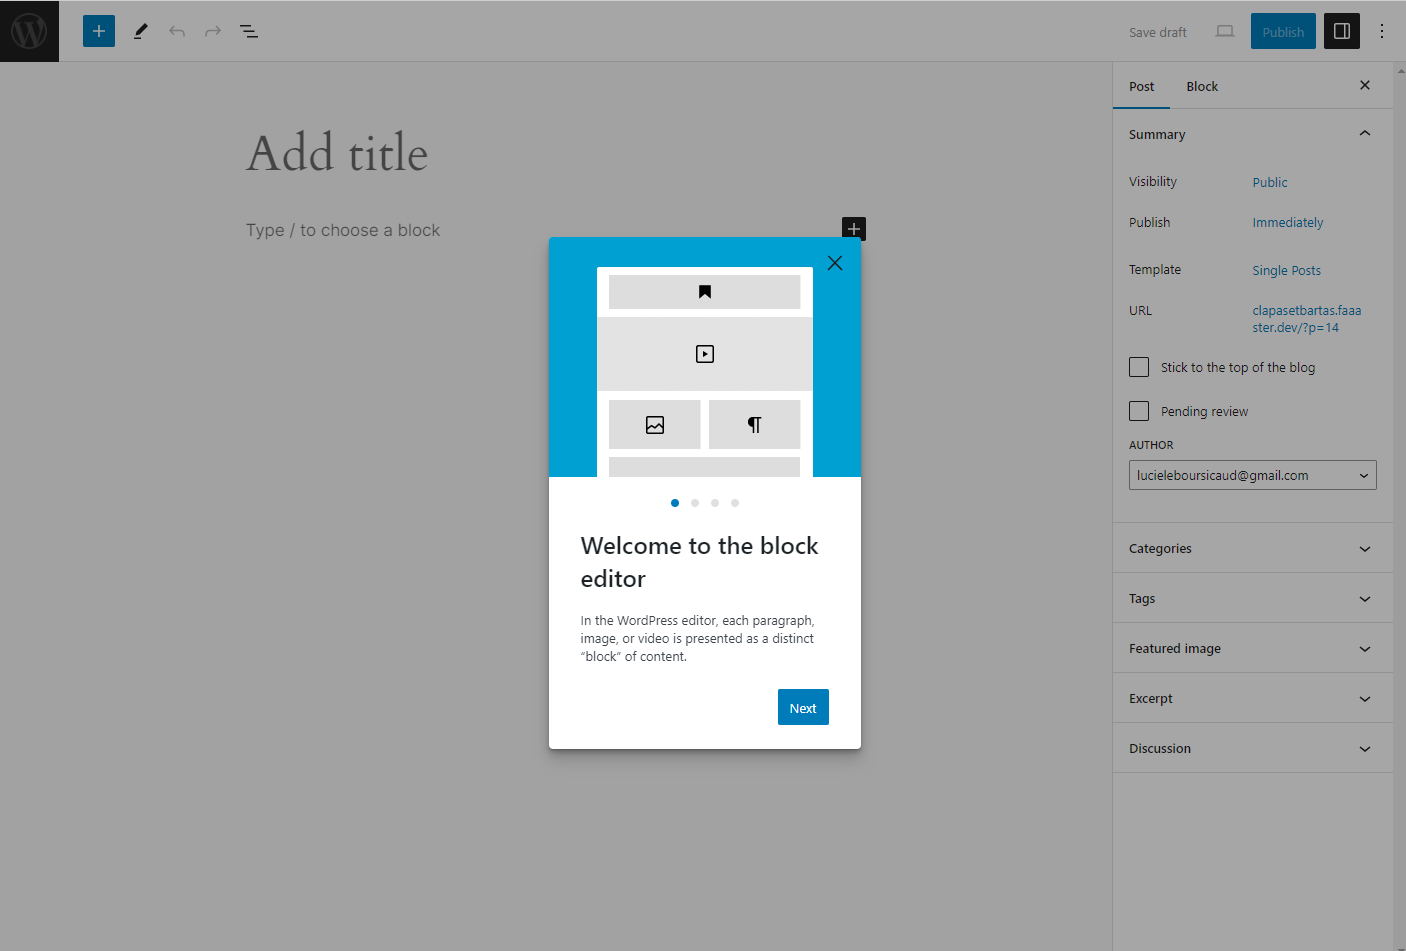 Save draft
Publish
Post Block
Add title
Type / to choose a block
Summary
Visibility Public
Publish Immediately
Template Single Posts
URL clapasetbartas.faaa
ster.dev/?p=14
Stick to the top of the blog
Pending review
AUTHOR
lucieleboursicaud@gmail.com
Categories
Tags
Featured image
Excerpt
Discussion
Welcome to the block
editor
In the WordPress editor, each paragraph,
image, or video is presented as a distinct
“block” of content.
Next